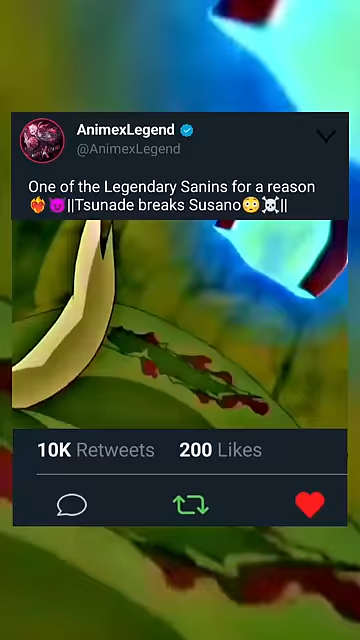 AnimexLegend
@AnimexLegend
One of the Legendary Sanins for a reason
❤️‍🔥😈||Tsunade breaks Susano😳☠️||
10K Retweets 200 Likes